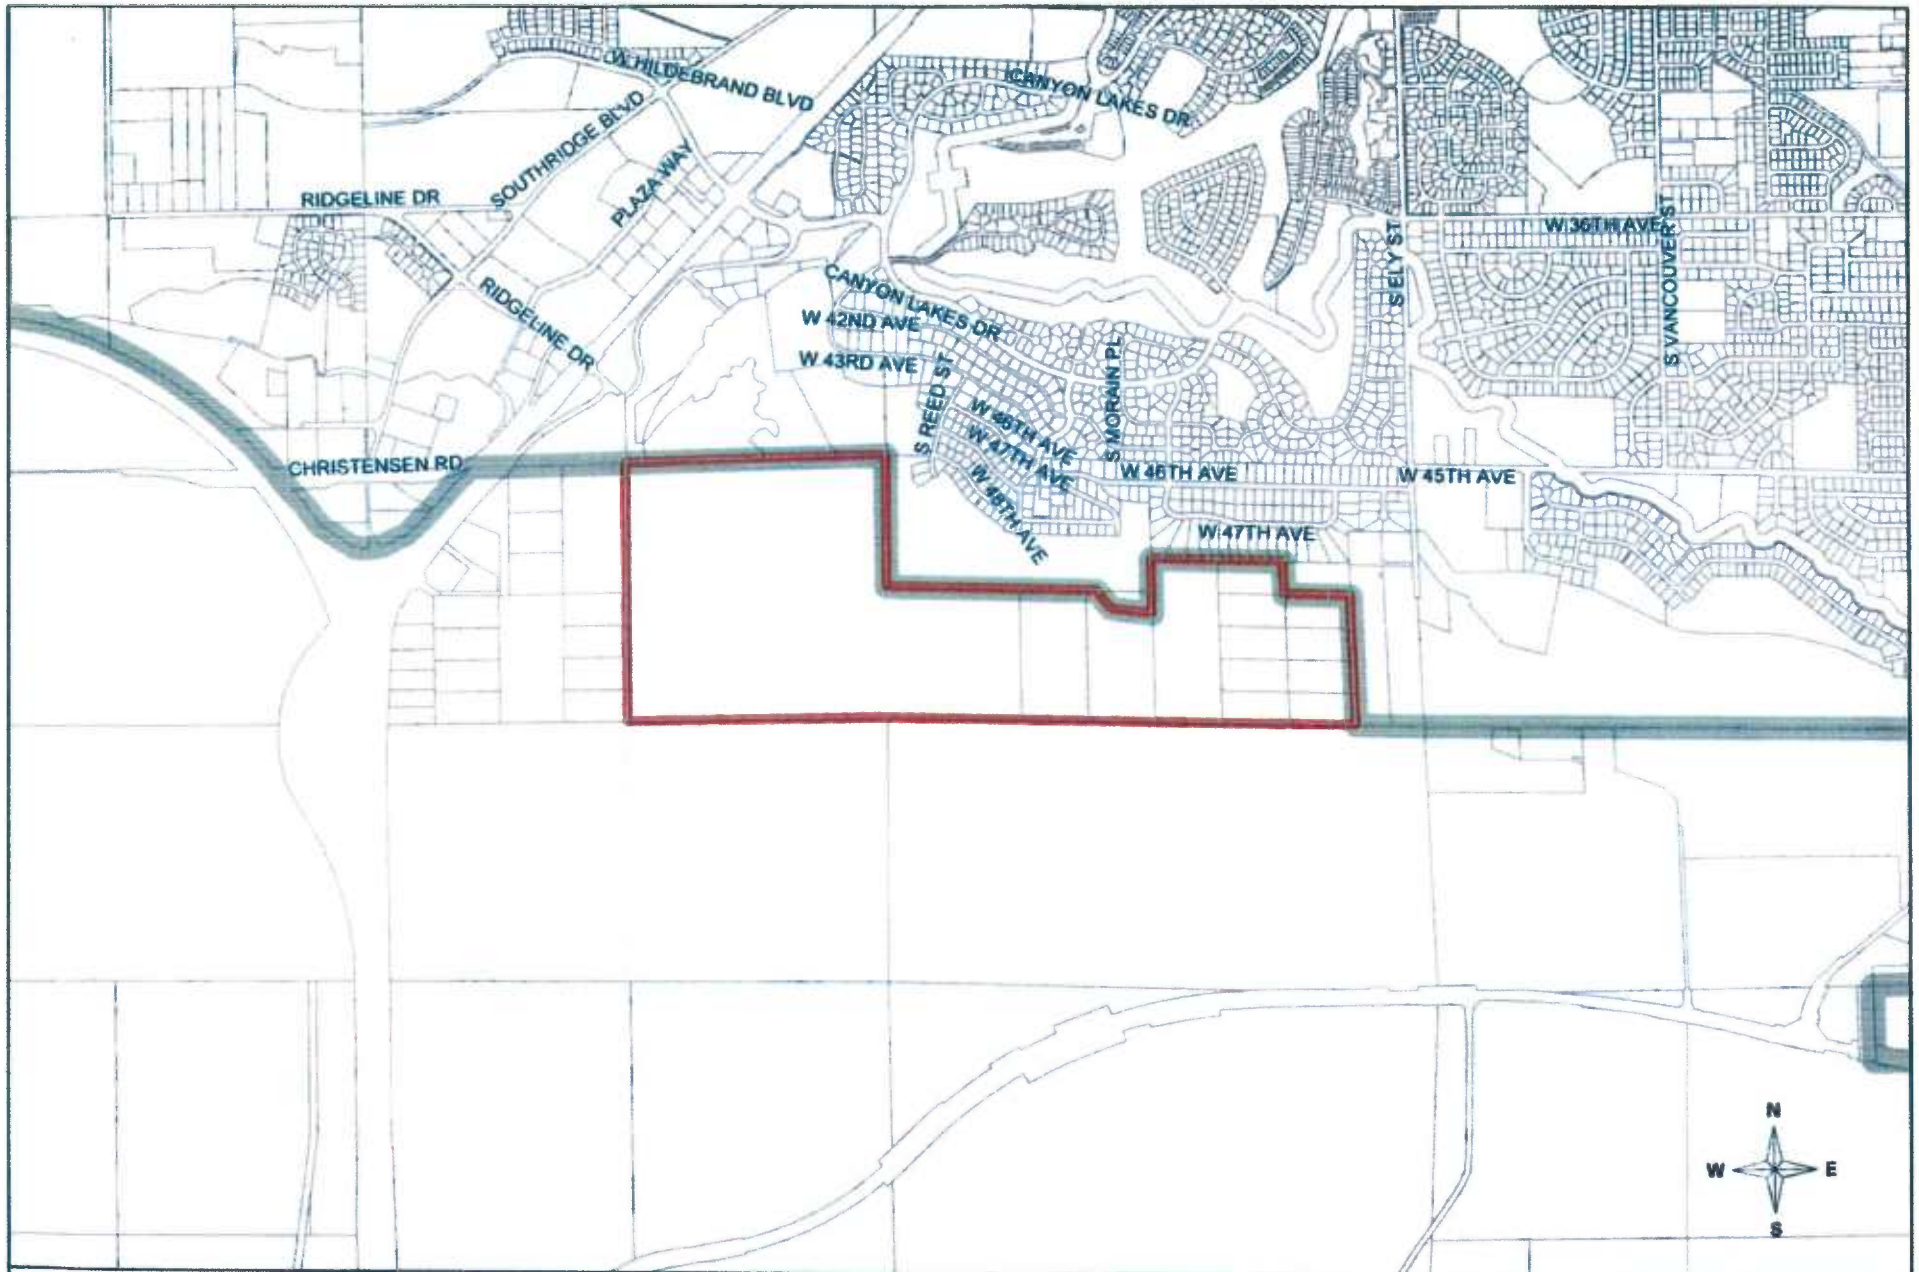 W HILDEBRAND BLVD
CANYON LAKES DR
SOUTHRIDGE BLVD
PLAZA WAY
RIDGELINE DR
W 36TH AVE
S ELY ST
S VANCOUVER ST
RIDGELINE DR
CANYON LAKES DR
W 42ND AVE
W 43RD AVE
S REED ST
S MORAIN PL
W 46TH AVE
W 47TH AVE
W 48TH AVE
CHRISTENSEN RD
W 46TH AVE
W 45TH AVE
W 47TH AVE
N
W E
S